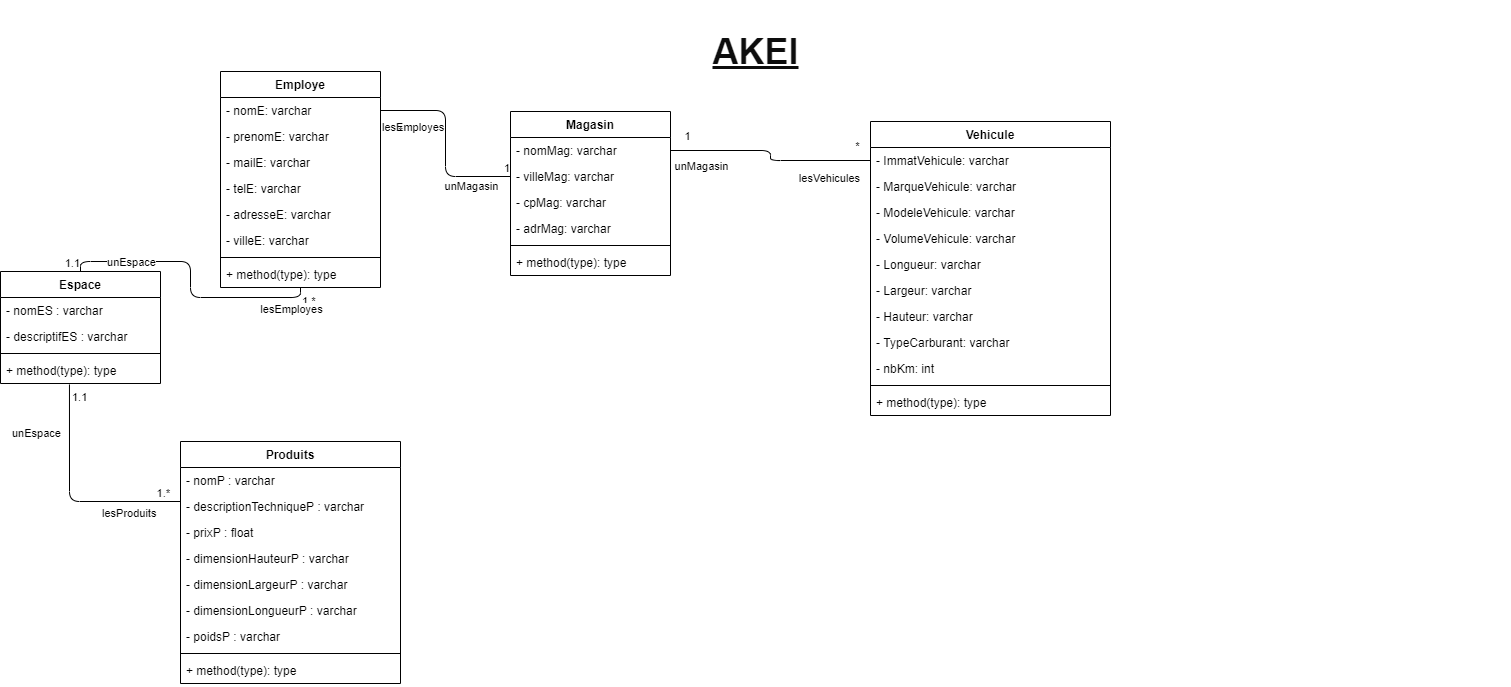 AKEI
Employe
- nomE: varchar
- prenomE: varchar
- mailE: varchar
- telE: varchar
- adresseE: varchar
- villeE: varchar
+ method(type): type
lesEmployes
1
unMagasin
Magasin
- nomMag: varchar
- villeMag: varchar
- cpMag: varchar
- adrMag: varchar
+ method(type): type
1
unMagasin
*
lesVehicules
Vehicule
- ImmatVehicule: varchar
- MarqueVehicule: varchar
- ModeleVehicule: varchar
- VolumeVehicule: varchar
- Longueur: varchar
- Largeur: varchar
- Hauteur: varchar
- TypeCarburant: varchar
- nbKm: int
+ method(type): type
1.1
unEspace
1 *
lesEmployes
Espace
- nomES : varchar
- descriptifES : varchar
+ method(type): type
1.1
unEspace
1.*
lesProduits
Produits
- nomP : varchar
- descriptionTechniqueP : varchar
- prixP : float
- dimensionHauteurP : varchar
- dimensionLargeurP : varchar
- dimensionLongueurP : varchar
- poidsP : varchar
+ method(type): type